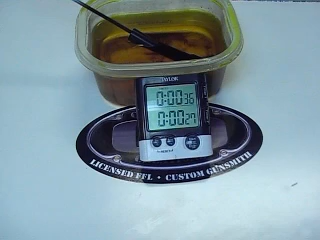 TAYLOR
0:00 36
0:00 27
LICENSED FFL • CUSTOM GUNSMITH